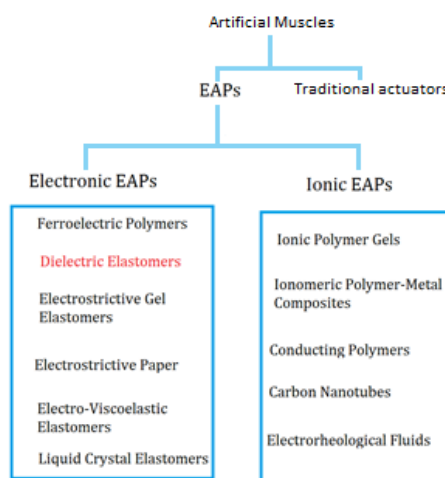 Artificial Muscles
EAPs
Traditional actuators
Electronic EAPs
Ionic EAPs
Ferroelectric Polymers
Dielectric Elastomers
Electrostrictive Gel
Elastomers
Electrostrictive Paper
Electro-Viscoelastic
Elastomers
Liquid Crystal Elastomers
Ionic Polymer Gels
Ionomeric Polymer-Metal
Composites
Conducting Polymers
Carbon Nanotubes
Electrorheological Fluids